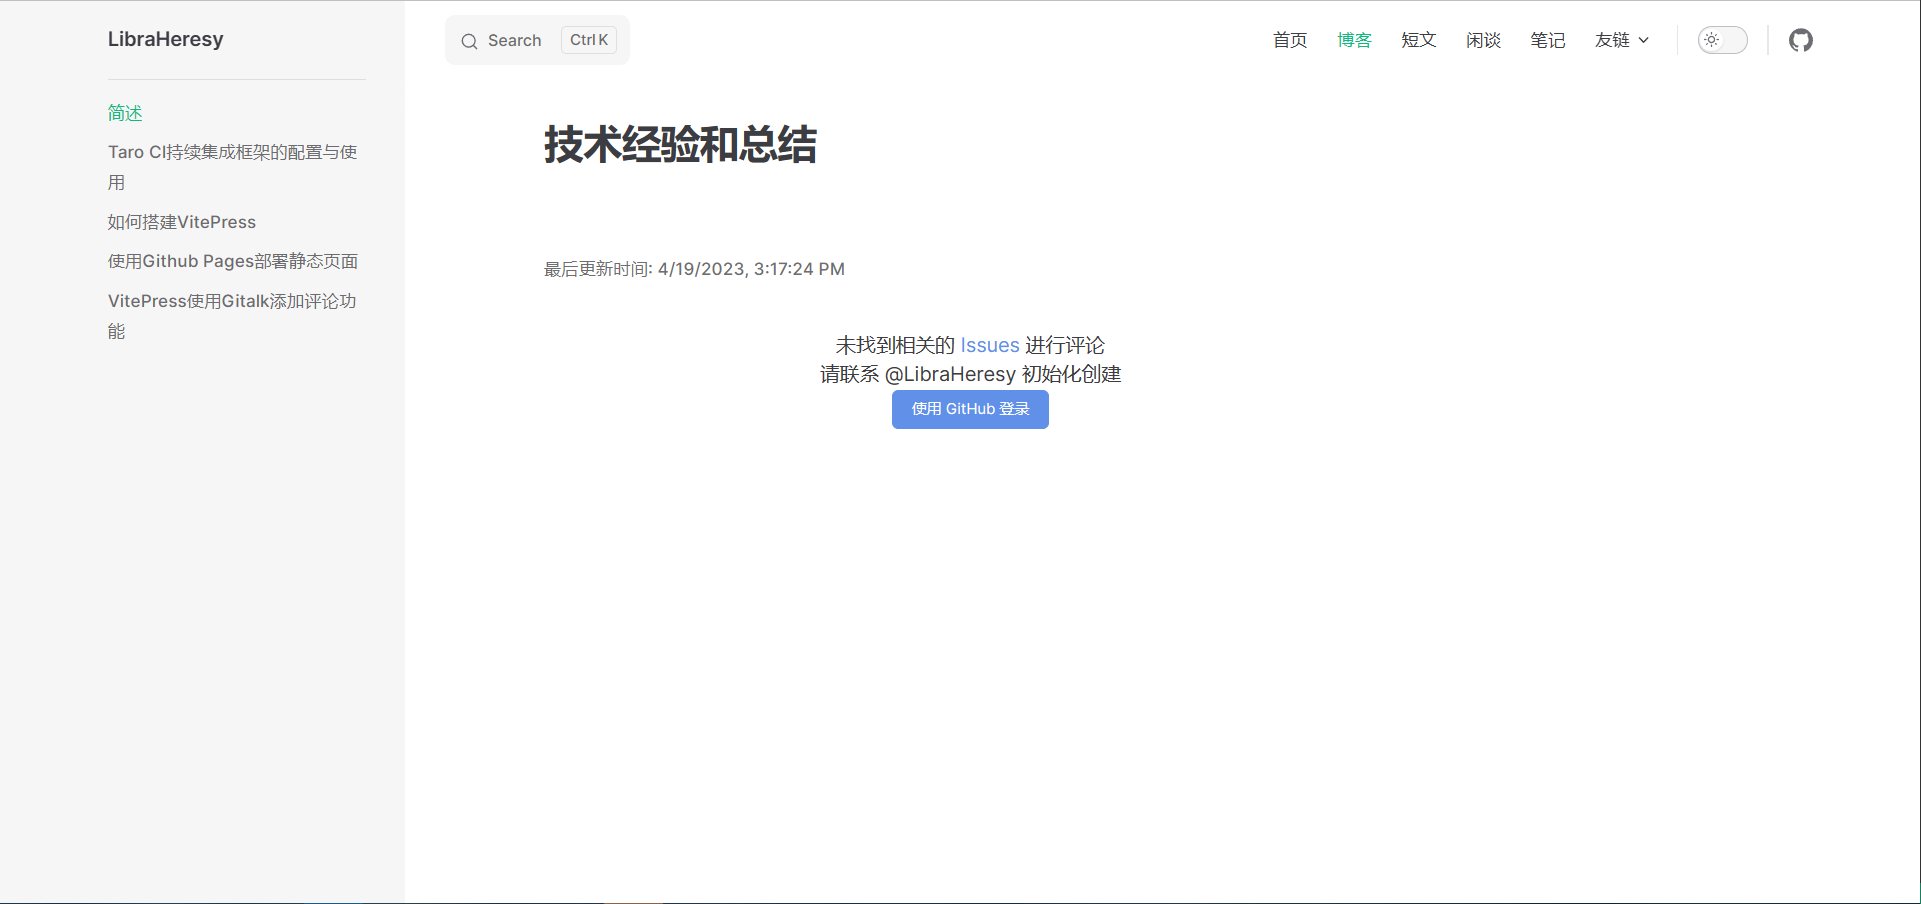 LibraHeresy
Search
Ctrl K
首页
博客
短文
闲谈
笔记
友链
简述
Taro CI持续集成框架的配置与使
用
如何搭建VitePress
使用Github Pages部署静态页面
VitePress使用Gitalk添加评论功
能
技术经验和总结
最后更新时间: 4/19/2023, 3:17:24 PM
未找到相关的 Issues 进行评论
请联系 @LibraHeresy 初始化创建
使用 GitHub 登录